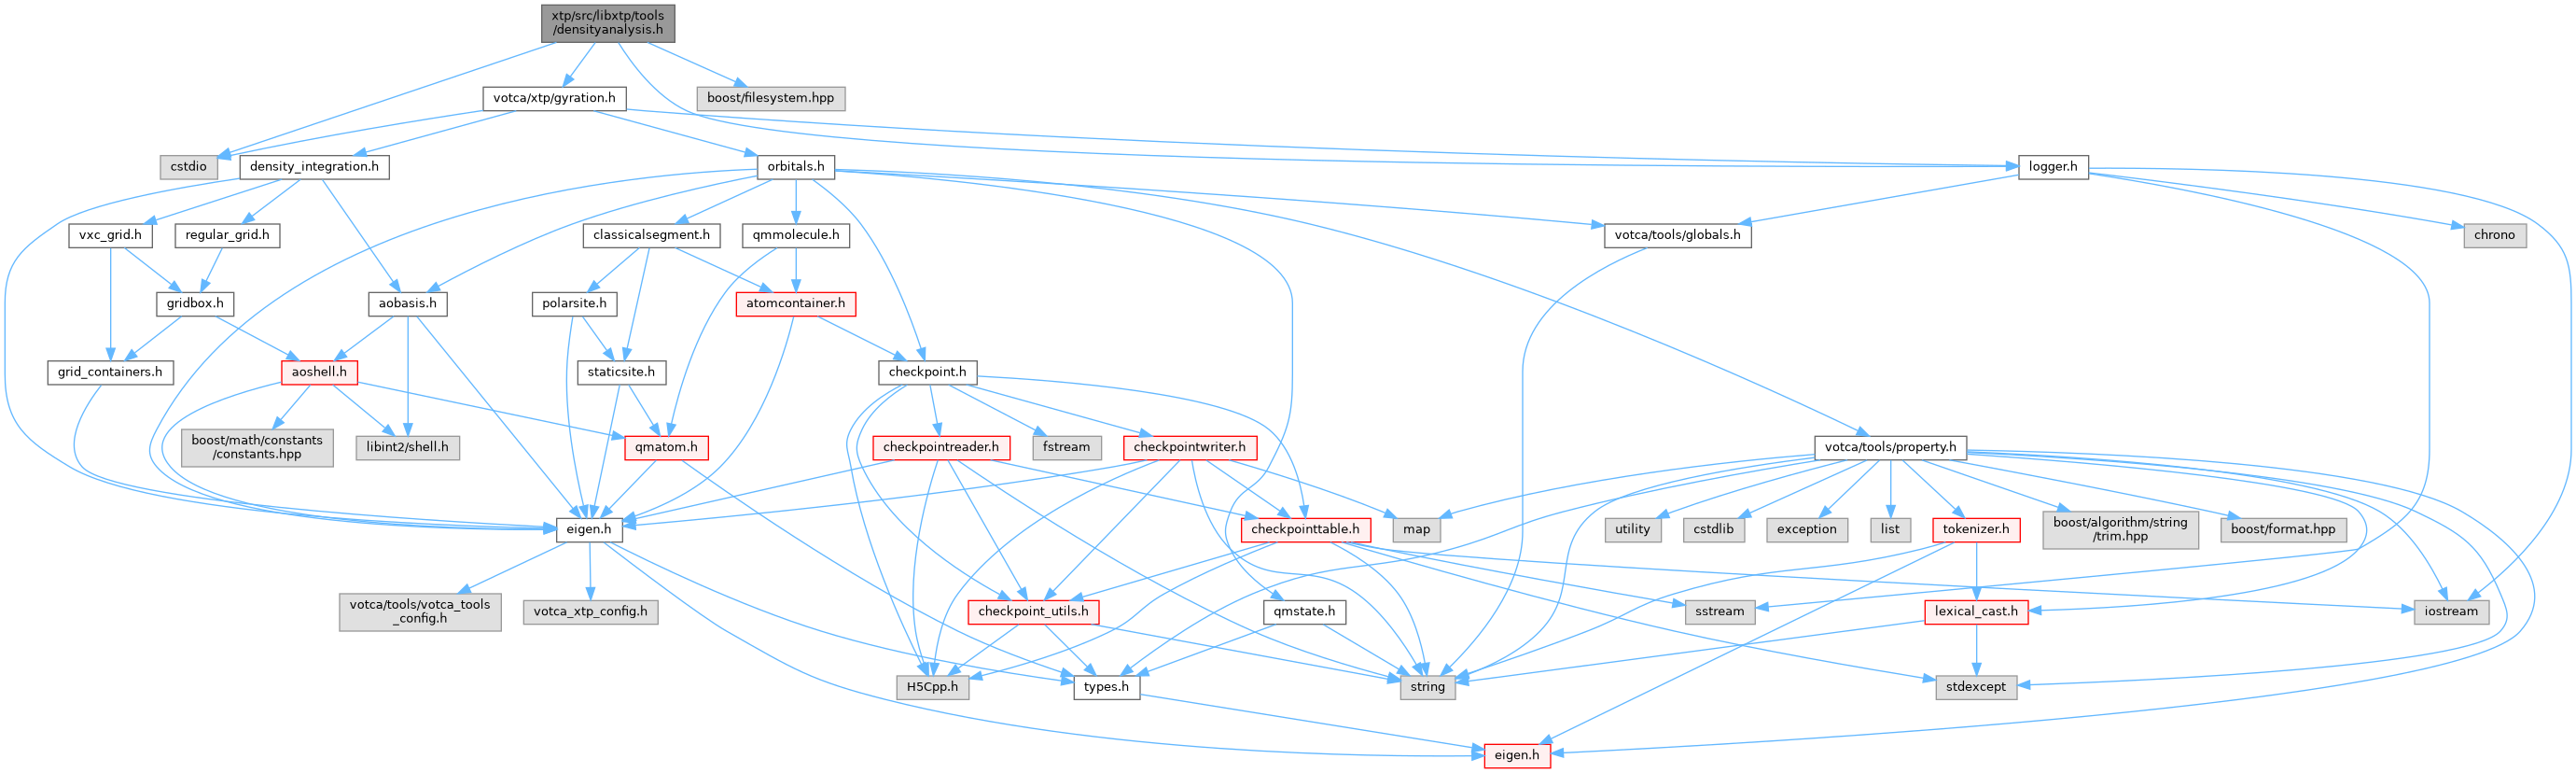 xtp/src/libxtp/tools
/densityanalysis.h
votca/xtp/gyration.h
boost/filesystem.hpp
cstdio
density_integration.h
orbitals.h
logger.h
vxc_grid.h
regular_grid.h
classicalsegment.h
qmmolecule.h
votca/tools/globals.h
chrono
gridbox.h
aobasis.h
polarsite.h
atomcontainer.h
grid_containers.h
aoshell.h
staticsite.h
checkpoint.h
boost/math/constants
/constants.hpp
libint2/shell.h
qmatom.h
checkpointreader.h
fstream
checkpointwriter.h
votca/tools/property.h
eigen.h
checkpointtable.h
map
utility
cstdlib
exception
list
tokenizer.h
boost/algorithm/string
/trim.hpp
boost/format.hpp
votca/tools/votca_tools
_config.h
votca_xtp_config.h
checkpoint_utils.h
qmstate.h
sstream
lexical_cast.h
iostream
H5Cpp.h
types.h
string
stdexcept
eigen.h